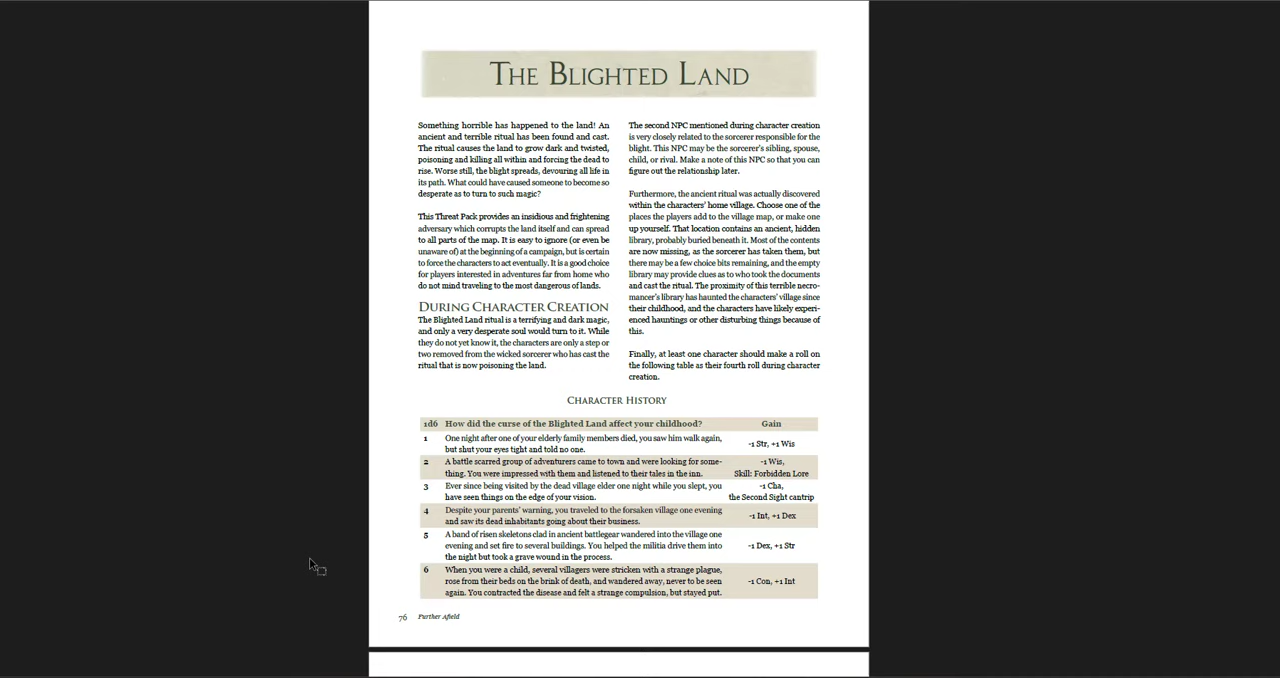 THE BLIGHTED LAND
Something horrible has happened to the land! An
ancient and terrible ritual has been found and cast.
The ritual causes the land to grow dark and twisted,
poisoning and killing all within and forcing the dead to
rise. Worse still, the blight spreads, devouring all life in
its path. What could have caused someone to become so
desperate as to turn to such magic?
This Threat Pack provides an insidious and frightening
adversary which corrupts the land itself and can spread
to all parts of the map. It is easy to ignore (or even be
unaware of) at the beginning of a campaign, but is certain
to force the characters to act eventually. It is a good choice
for players interested in adventures far from home who
do not mind traveling to the most dangerous of lands.
DURING CHARACTER CREATION
The Blighted Land ritual is a terrifying and dark magic,
and only a very desperate soul would turn to it. While
they do not yet know it, the characters are only a step or
two removed from the wicked sorcerer who has cast the
ritual that is now poisoning the land.
The second NPC mentioned during character creation
is very closely related to the sorcerer responsible for the
blight. This NPC may be the sorcerer's sibling, spouse,
child, or rival. Make a note of this NPC so that you can
figure out the relationship later.
Furthermore, the ancient ritual was actually discovered
within the characters' home village. Choose one of the
places the players add to the village map, or make one
up yourself. That location contains an ancient, hidden
library, probably buried beneath it. Most of the contents
are now missing, as the sorcerer has taken them, but
there may be a few choice bits remaining, and the empty
library may provide clues as to who took the documents
and cast the ritual. The proximity of this terrible necro-
mancer's library has haunted the characters' village since
their childhood, and the characters have likely experi-
enced hauntings or other disturbing things because of
this.
Finally, at least one character should make a roll on
the following table as their fourth roll during character
creation.
CHARACTER HISTORY
1d6 How did the curse of the Blighted Land affect your childhood? Gain
1 One night after one of your elderly family members died, you saw him walk again,
but shut your eyes tight and told no one.
-1 Str, +1 Wis
2 A battle scarred group of adventurers came to town and were looking for some-
thing. You were impressed with them and listened to their tales in the inn.
-1 Wis,
Skill: Forbidden Lore
3 Ever since being visited by the dead village elder one night while you slept, you
have seen things on the edge of your vision.
-1 Cha,
the Second Sight cantrip
4 Despite your parents' warning, you traveled to the forsaken village one evening
and saw its dead inhabitants going about their business.
-1 Int, +1 Dex
5 A band of risen skeletons clad in ancient battlegear wandered into the village one
evening and set fire to several buildings. You helped the militia drive them into
the night but took a grave wound in the process.
-1 Dex, +1 Str
6 When you were a child, several villagers were stricken with a strange plague,
rose from their beds on the brink of death, and wandered away, never to be seen
again. You contracted the disease and felt a strange compulsion, but stayed put.
-1 Con, +1 Int
76 Further Afield